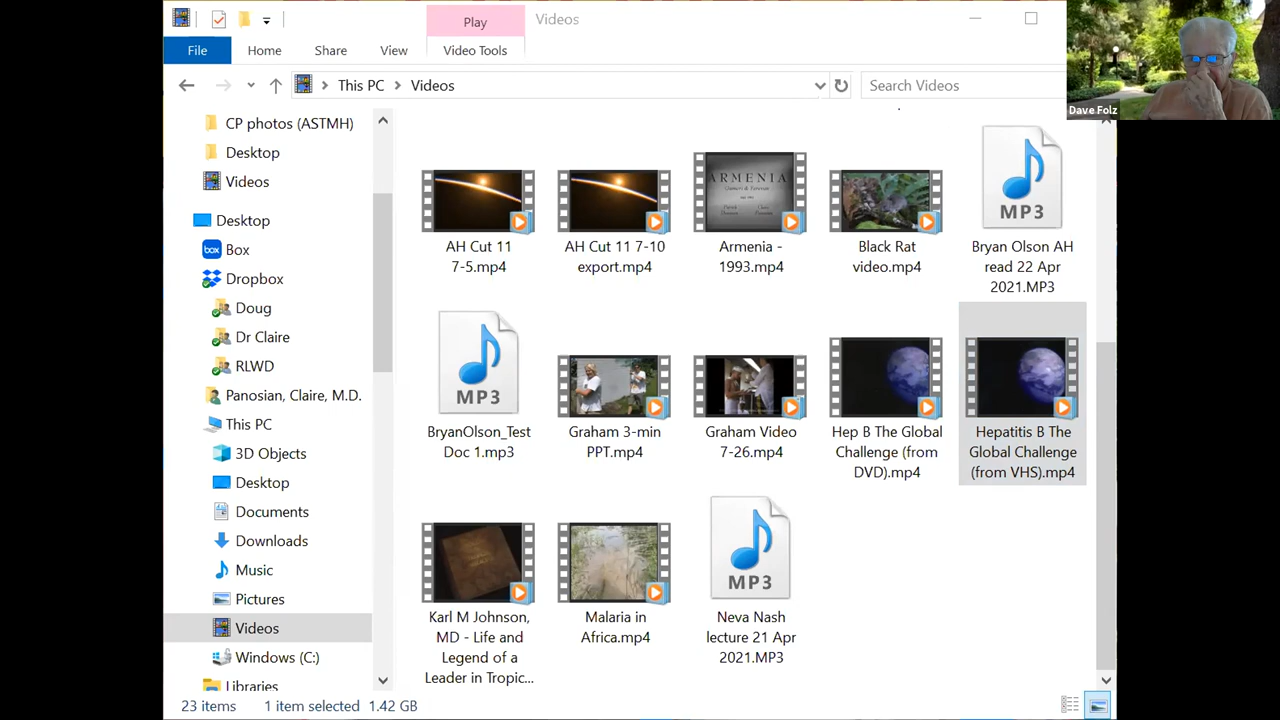 Play
Videos
File
Home
Share
View
Video Tools
This PC
Videos
Search Videos
Dave Folz
CP photos (ASTMH)
Desktop
Videos
Desktop
Box
box
Dropbox
Doug
Dr Claire
RLWD
Panosian, Claire, M.D.
This PC
3D Objects
Desktop
Documents
Downloads
Music
Pictures
Videos
Windows (C:)
Libraries
ARMENIA
MP3
AH Cut 11
7-5.mp4
AH Cut 11 7-10
export.mp4
Armenia -
1993.mp4
Black Rat
video.mp4
Bryan Olson AH
read 22 Apr
2021.MP3
MP3
BryanOlson_Test
Doc 1.mp3
Graham 3-min
PPT.mp4
Graham Video
7-26.mp4
Hep B The Global
Challenge (from
DVD).mp4
Hepatitis B The
Global Challenge
(from VHS).mp4
MP3
Karl M Johnson,
MD - Life and
Legend of a
Leader in Tropic...
Malaria in
Africa.mp4
Neva Nash
lecture 21 Apr
2021.MP3
23 items
1 item selected 1.42 GB